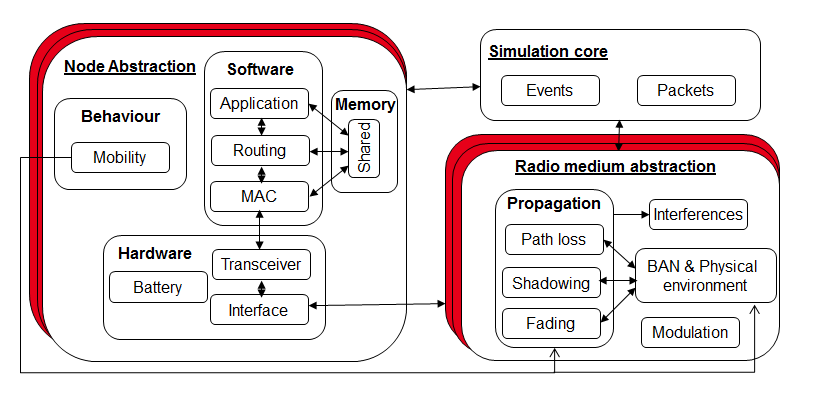 Node Abstraction
Behaviour
Mobility
Software
Application
Routing
MAC
Memory
Shared
Hardware
Transceiver
Battery
Interface
Simulation core
Events
Packets
Radio medium abstraction
Propagation
Path loss
Shadowing
Fading
Interferences
BAN & Physical
environment
Modulation